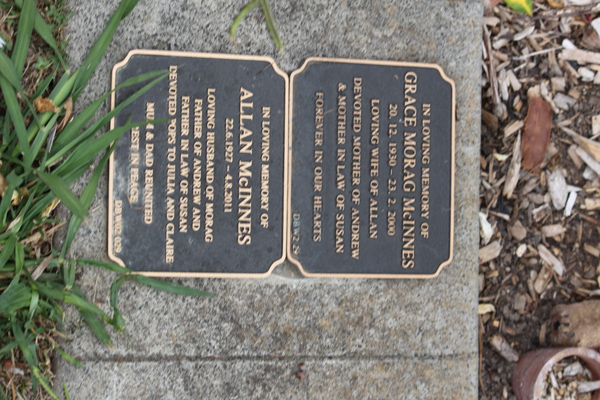 IN LOVING MEMORY OF
GRACE MORAG McINNES
20. 12. 1930 – 23. 2. 2000
LOVING WIFE OF ALLAN
DEVOTED MOTHER OF ANDREW
& MOTHER IN LAW OF SUSAN
FOREVER IN OUR HEARTS
IN LOVING MEMORY OF
ALLAN McINNES
22.6.1927 – 4.8.2011
LOVING HUSBAND OF MORAG
FATHER OF ANDREW AND
FATHER IN LAW OF SUSAN
DEVOTED POPS TO JULIA AND CLAIRE
MUM & DAD REUNITED
REST IN PEACE